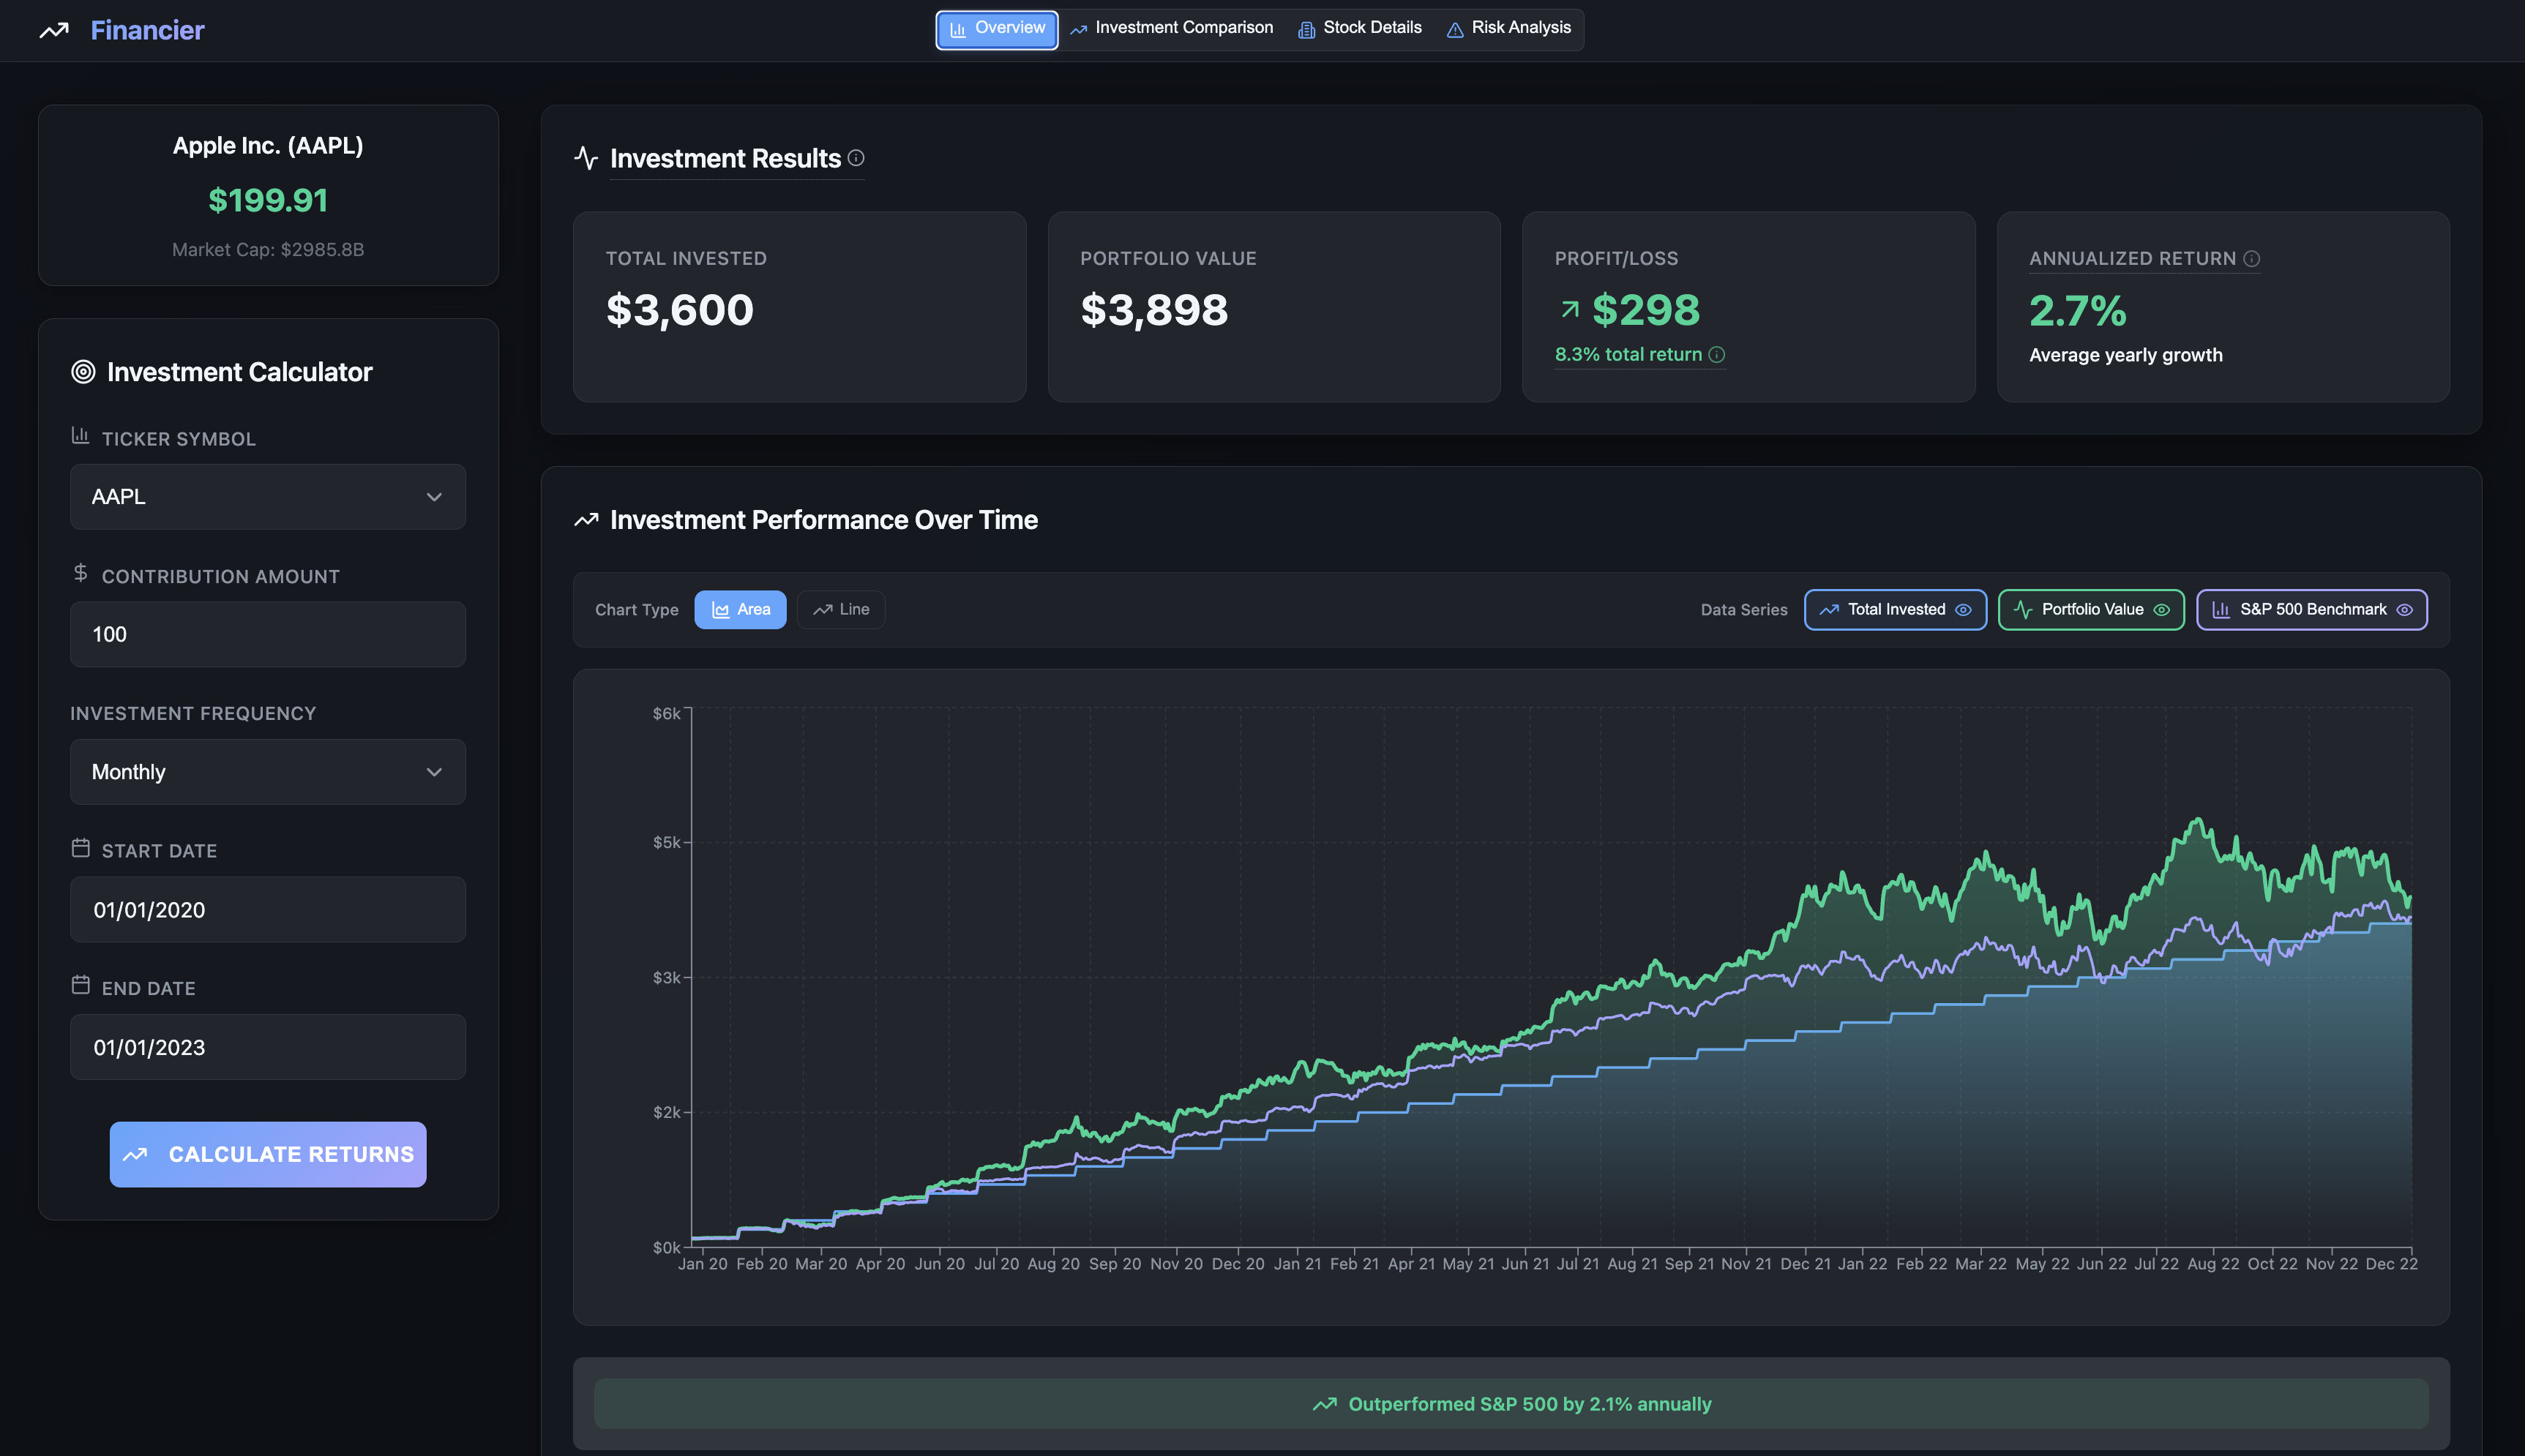 Financier
Overview
Investment Comparison
Stock Details
Risk Analysis
Apple Inc. (AAPL)
$199.91
Market Cap: $2985.8B
Investment Calculator
TICKER SYMBOL
AAPL
CONTRIBUTION AMOUNT
100
INVESTMENT FREQUENCY
Monthly
START DATE
01/01/2020
END DATE
01/01/2023
CALCULATE RETURNS
Investment Results
TOTAL INVESTED
$3,600
PORTFOLIO VALUE
$3,898
PROFIT/LOSS
$298
8.3% total return
ANNUALIZED RETURN
2.7%
Average yearly growth
Investment Performance Over Time
Chart Type
Area
Line
Data Series
Total Invested
Portfolio Value
S&P 500 Benchmark
$6k
$5k
$3k
$2k
$0k
Jan 20 Feb 20 Mar 20 Apr 20 Jun 20 Jul 20 Aug 20 Sep 20 Nov 20 Dec 20 Jan 21 Feb 21 Apr 21 May 21 Jun 21 Jul 21 Aug 21 Sep 21 Nov 21 Dec 21 Jan 22 Feb 22 Mar 22 May 22 Jun 22 Jul 22 Aug 22 Oct 22 Nov 22 Dec 22
Outperformed S&P 500 by 2.1% annually